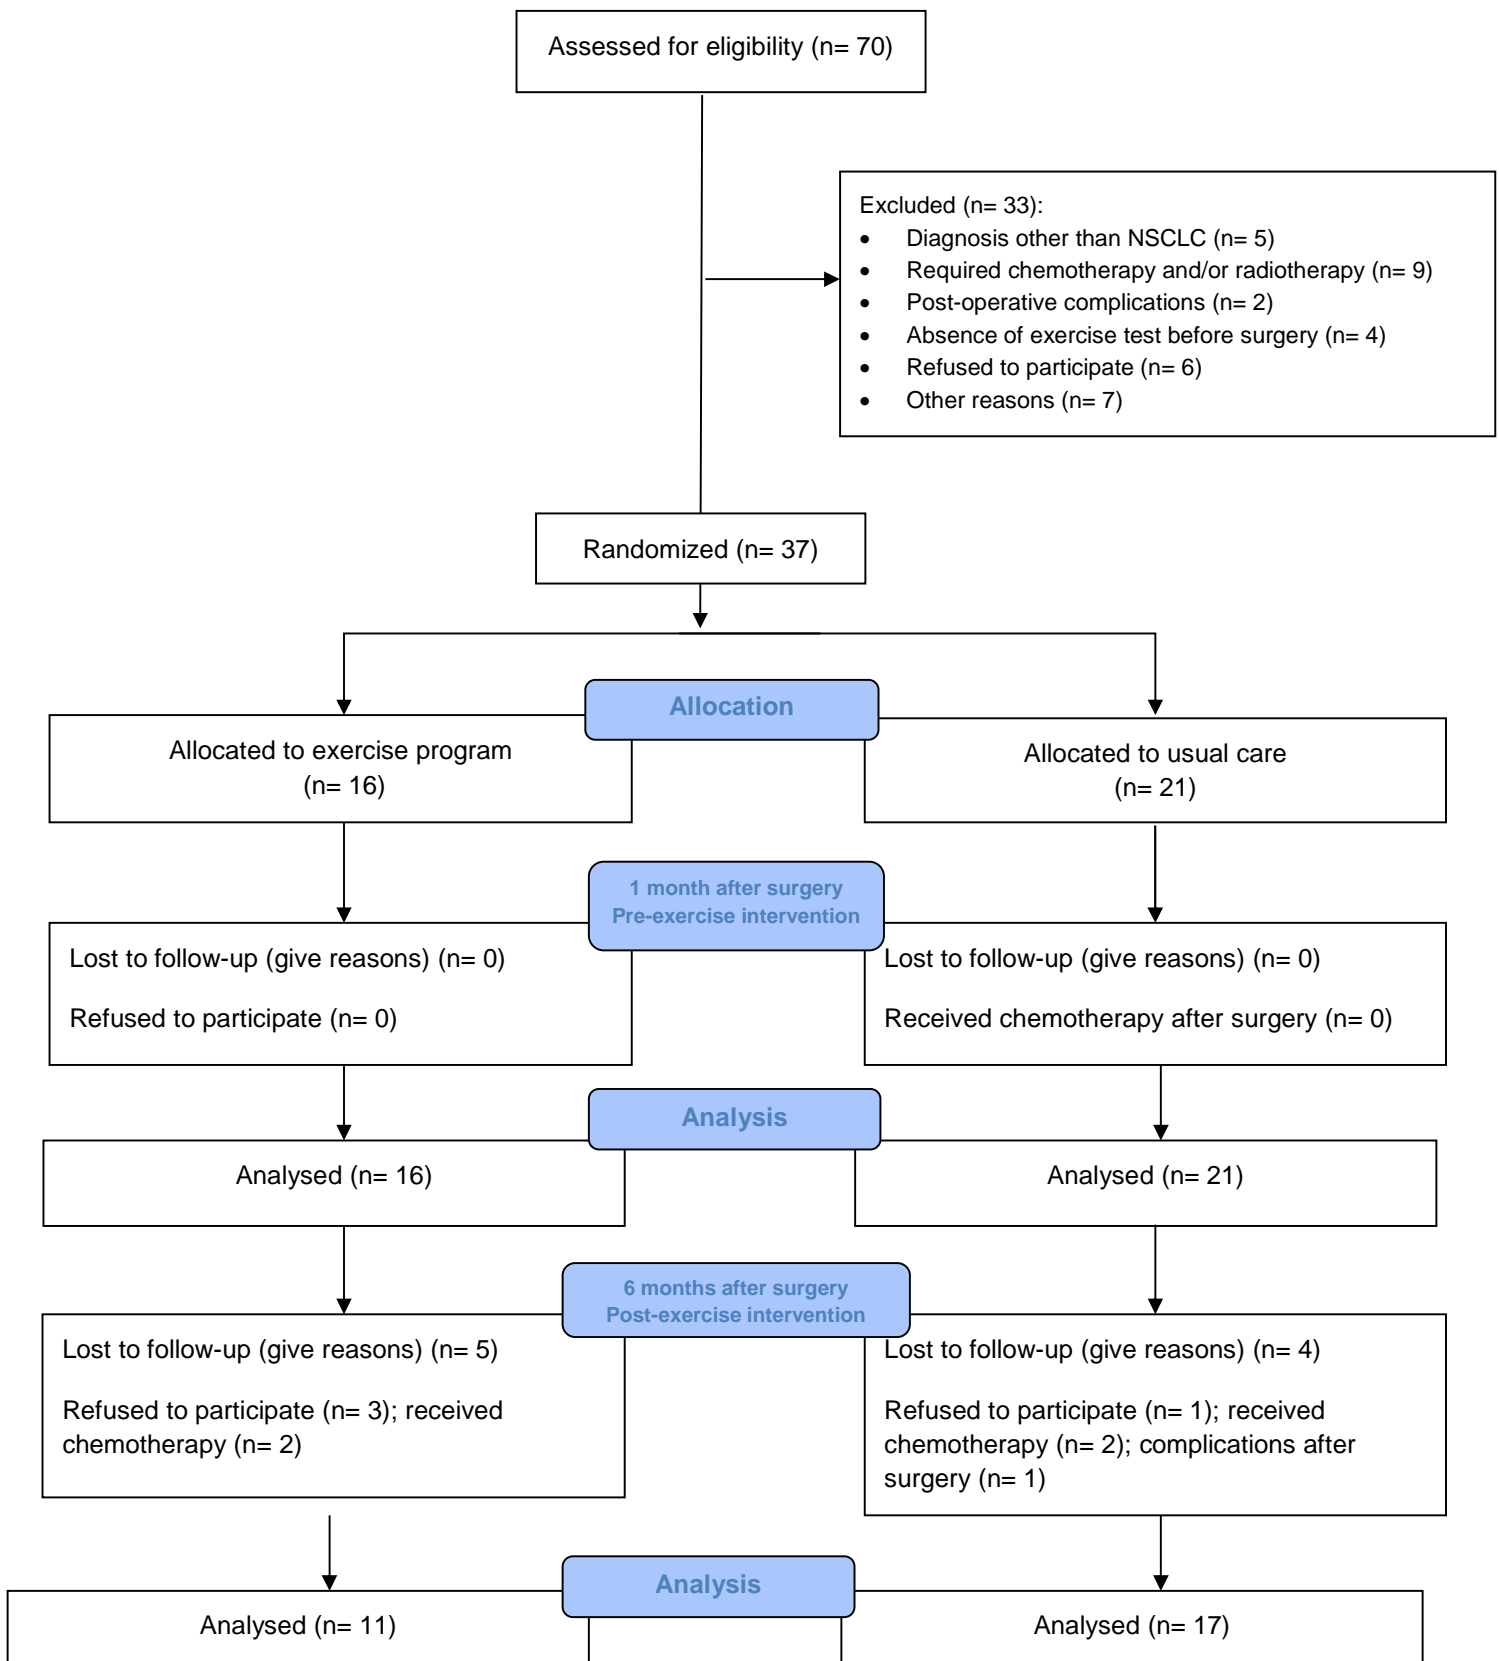 Assessed for eligibility (n= 70)
Excluded (n= 33):
• Diagnosis other than NSCLC (n= 5)
• Required chemotherapy and/or radiotherapy (n= 9)
• Post-operative complications (n= 2)
• Absence of exercise test before surgery (n= 4)
• Refused to participate (n= 6)
• Other reasons (n= 7)
Randomized (n= 37)
Allocation
Allocated to exercise program
(n= 16)
Allocated to usual care
(n= 21)
1 month after surgery
Pre-exercise intervention
Lost to follow-up (give reasons) (n= 0)
Refused to participate (n= 0)
Lost to follow-up (give reasons) (n= 0)
Received chemotherapy after surgery (n= 0)
Analysis
Analysed (n= 16)
Analysed (n= 21)
6 months after surgery
Post-exercise intervention
Lost to follow-up (give reasons) (n= 5)
Refused to participate (n= 3); received
chemotherapy (n= 2)
Lost to follow-up (give reasons) (n= 4)
Refused to participate (n= 1); received
chemotherapy (n= 2); complications after
surgery (n= 1)
Analysis
Analysed (n= 11)
Analysed (n= 17)